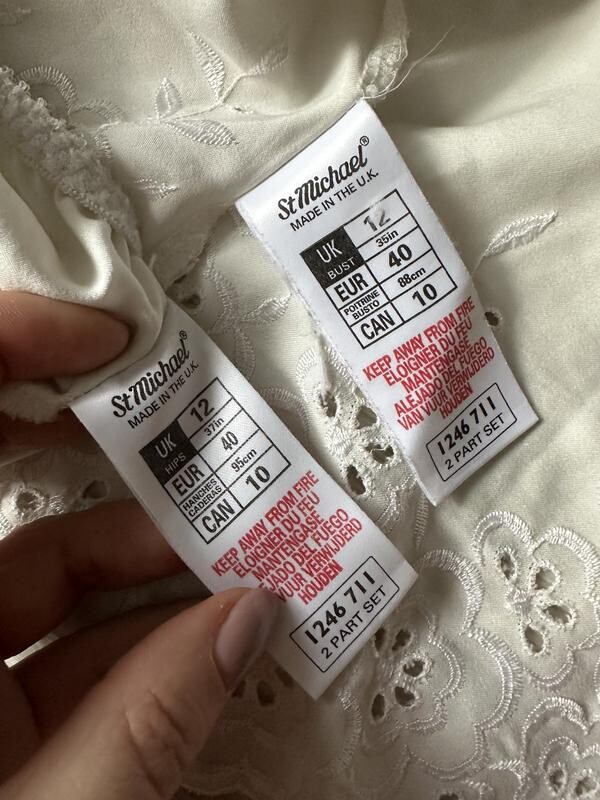 St Michael®
MADE IN THE U.K.
UK 12
BUST 35in
EUR 40
POITRINE BUSTO 88cm
CAN 10
KEEP AWAY FROM FIRE
ELOIGNER DU FEU
MANTENGASE
ALEJADO DEL FUEGO
VAN VUUR VERWIJDERD
HOUDEN
1246 711
2 PART SET
St Michael®
MADE IN THE U.K.
UK 12
HIPS 37in
EUR 40
HANCHES CADERAS 95cm
CAN 10
KEEP AWAY FROM FIRE
ELOIGNER DU FEU
MANTENGASE
JADO DEL FUEGO
VUUR VERWIJDERD
HOUDEN
1246 711
2 PART SET